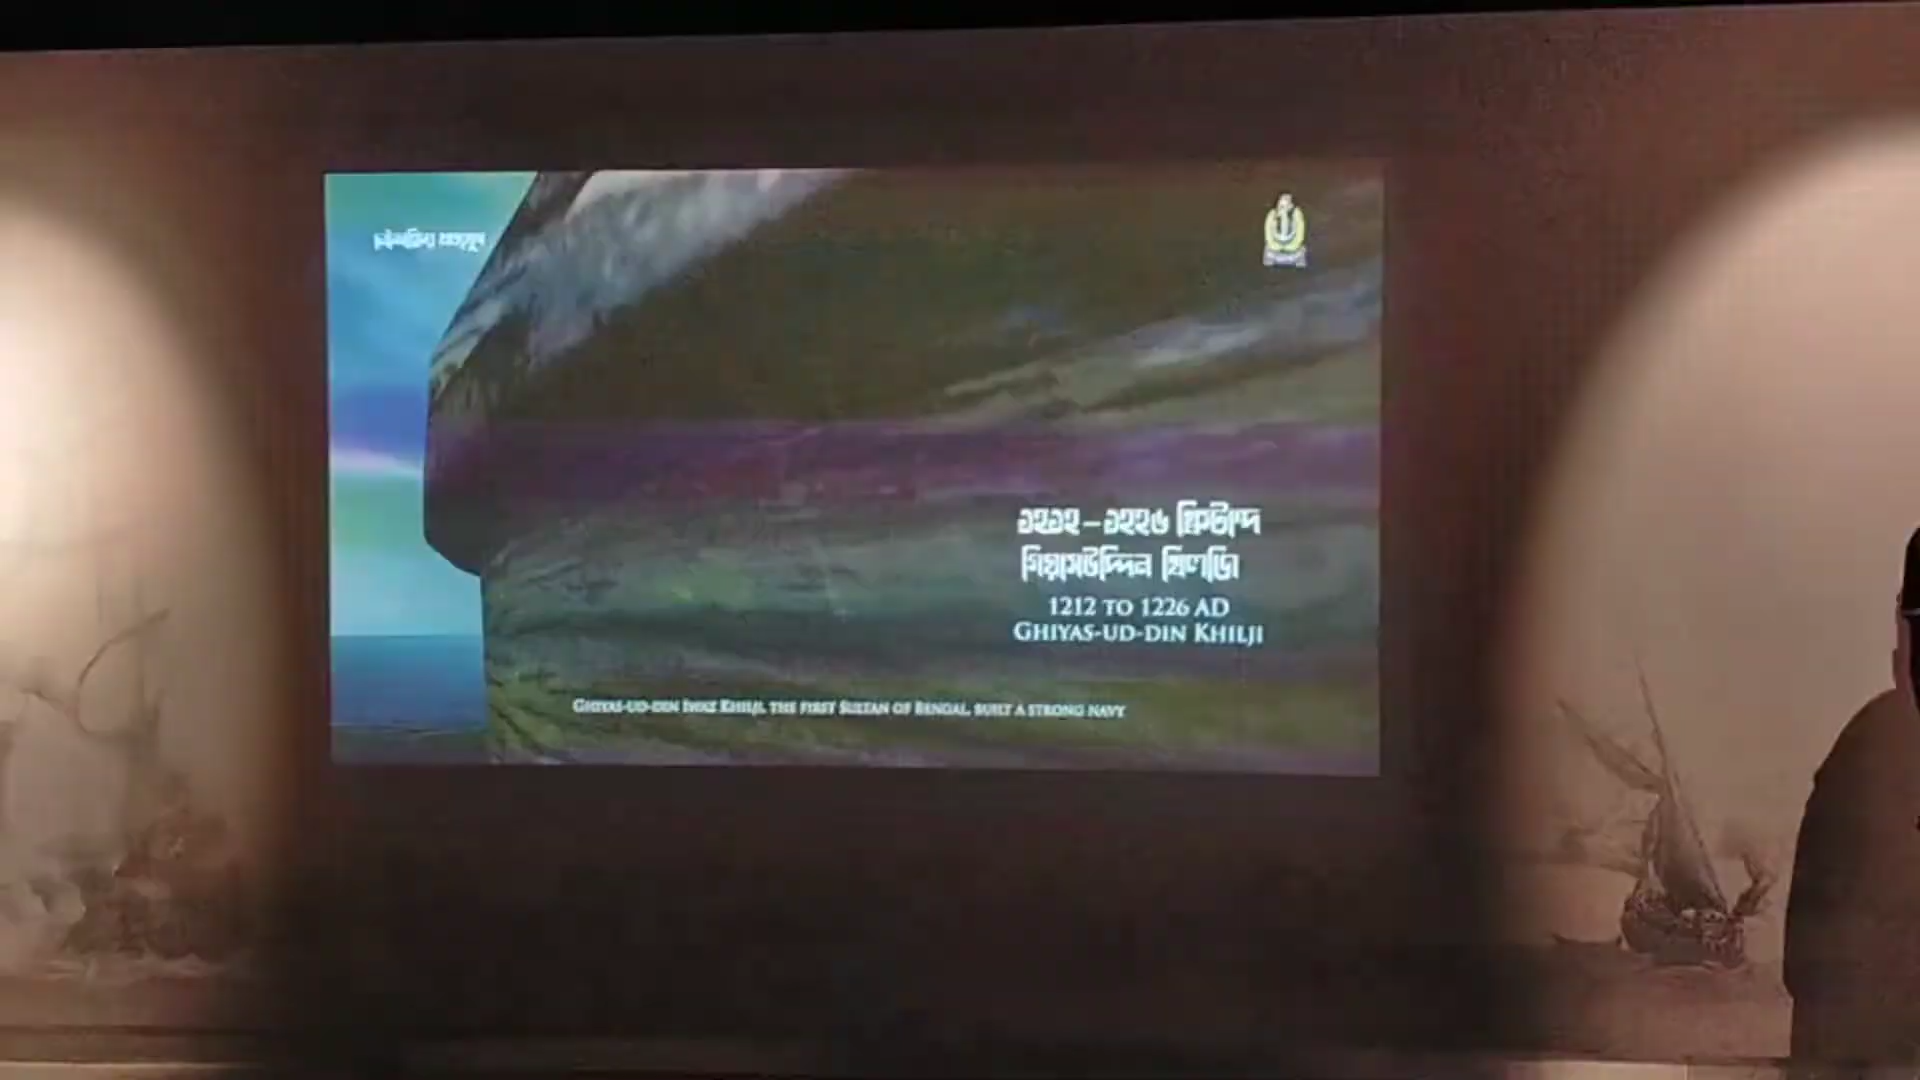 ১২১২ – ১২২৬ খ্রিস্টাব্দ
গিয়াসউদ্দিন খিলজি
1212 TO 1226 AD
GHIYAS-UD-DIN KHILJI
GHIYAS-UD-DIN IWAZ KHILJI, THE FIRST SULTAN OF BENGAL, BUILT A STRONG NAVY